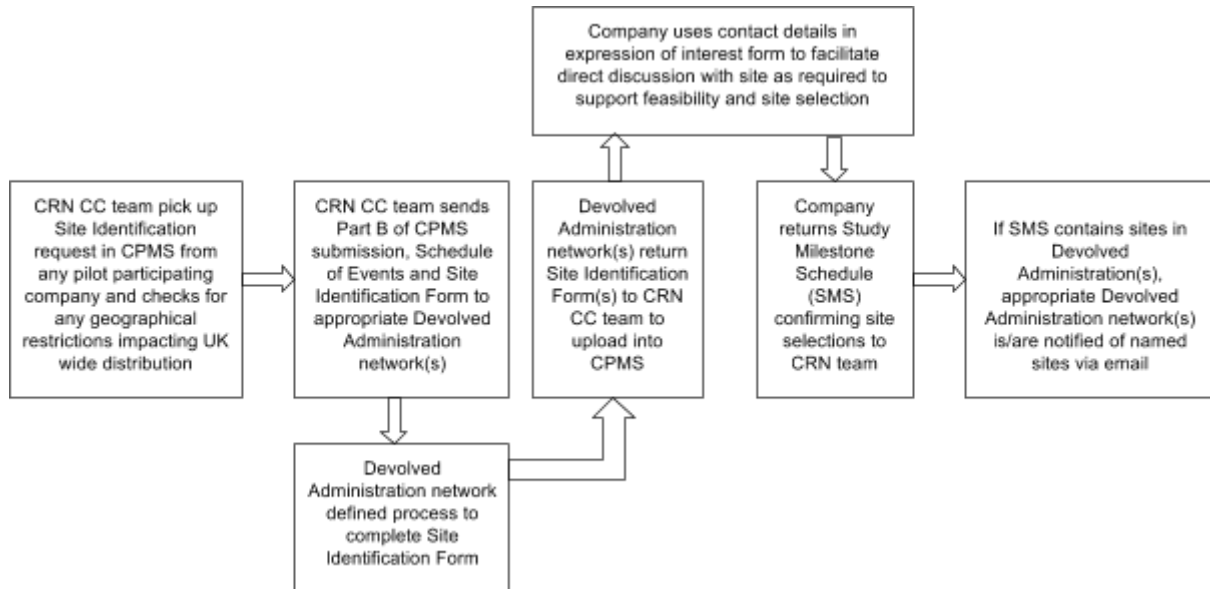 CRN CC team pick up
Site Identification
request in CPMS from
any pilot participating
company and checks for
any geographical
restrictions impacting UK
wide distribution
CRN CC team sends
Part B of CPMS
submission, Schedule
of Events and Site
Identification Form to
appropriate Devolved
Administration
network(s)
Devolved
Administration network
defined process to
complete Site
Identification Form
Devolved
Administration
network(s) return
Site Identification
Form(s) to CRN
CC team to
upload into
CPMS
Company uses contact details in
expression of interest form to facilitate
direct discussion with site as required to
support feasibility and site selection
Company
returns Study
Milestone
Schedule
(SMS)
confirming site
selections to
CRN team
If SMS contains sites in
Devolved
Administration(s),
appropriate Devolved
Administration network(s)
is/are notified of named
sites via email